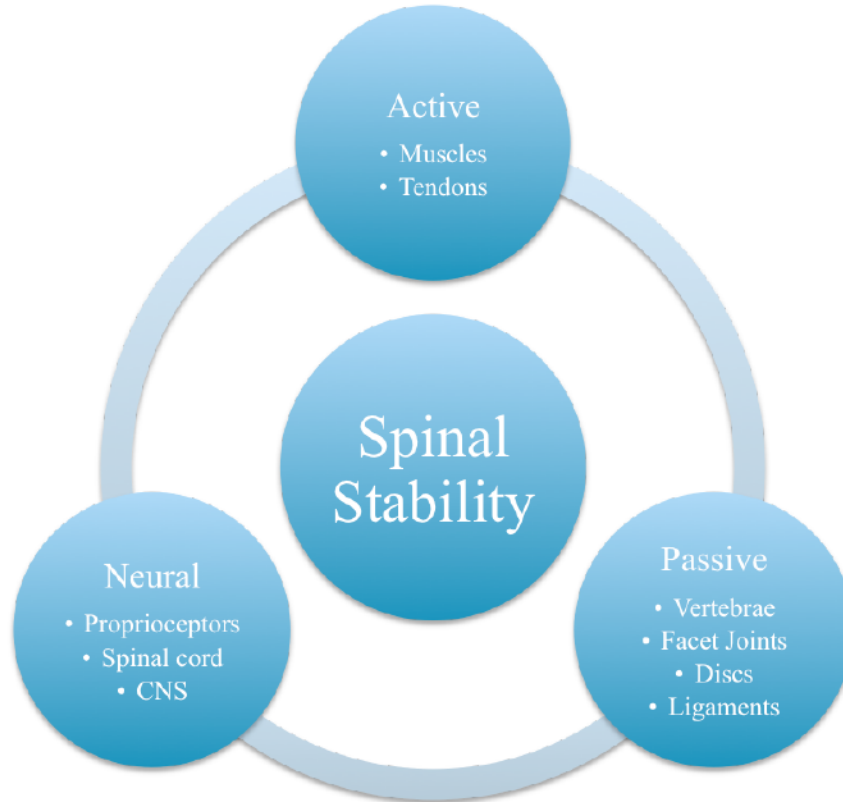 Active
• Muscles
• Tendons
Spinal
Stability
Neural
• Proprioceptors
• Spinal cord
• CNS
Passive
• Vertebrae
• Facet Joints
• Discs
• Ligaments